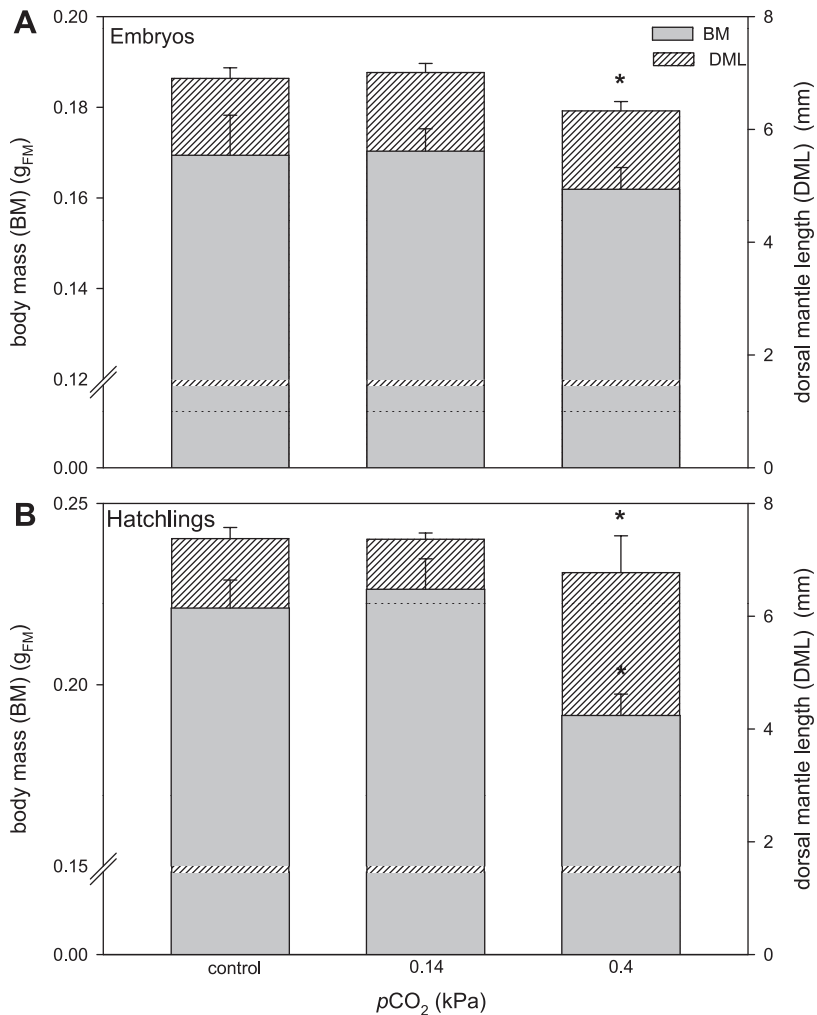 A
Embryos
BM
DML
*
0.20
0.18
0.16
0.14
0.12
0.00
body mass (BM) (gFM)
8
6
4
2
0
dorsal mantle length (DML) (mm)
B
Hatchlings
*
*
0.25
0.20
0.15
0.00
body mass (BM) (gFM)
8
6
4
2
0
dorsal mantle length (DML) (mm)
control
0.14
0.4
pCO2 (kPa)